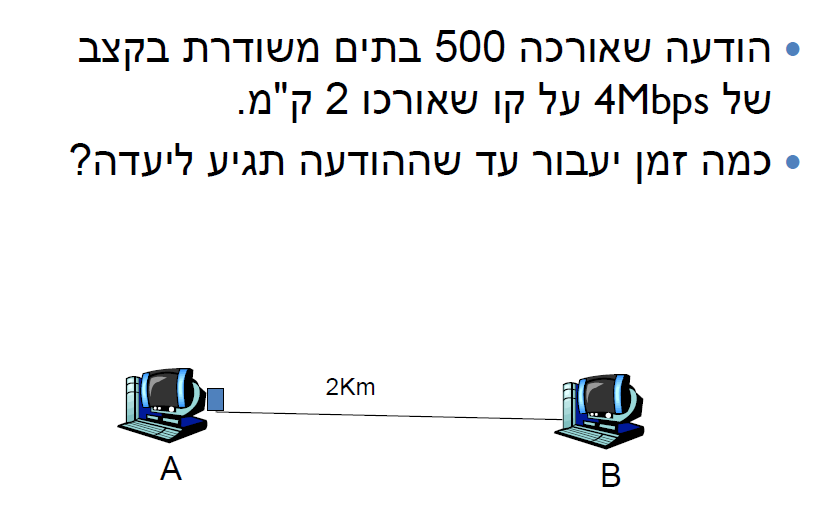 • הודעה שאורכה 500 בתים משודרת בקצב
של 4Mbps על קו שאורכו 2 ק"מ.
• כמה זמן יעבור עד שההודעה תגיע ליעדה?
2Km
A
B